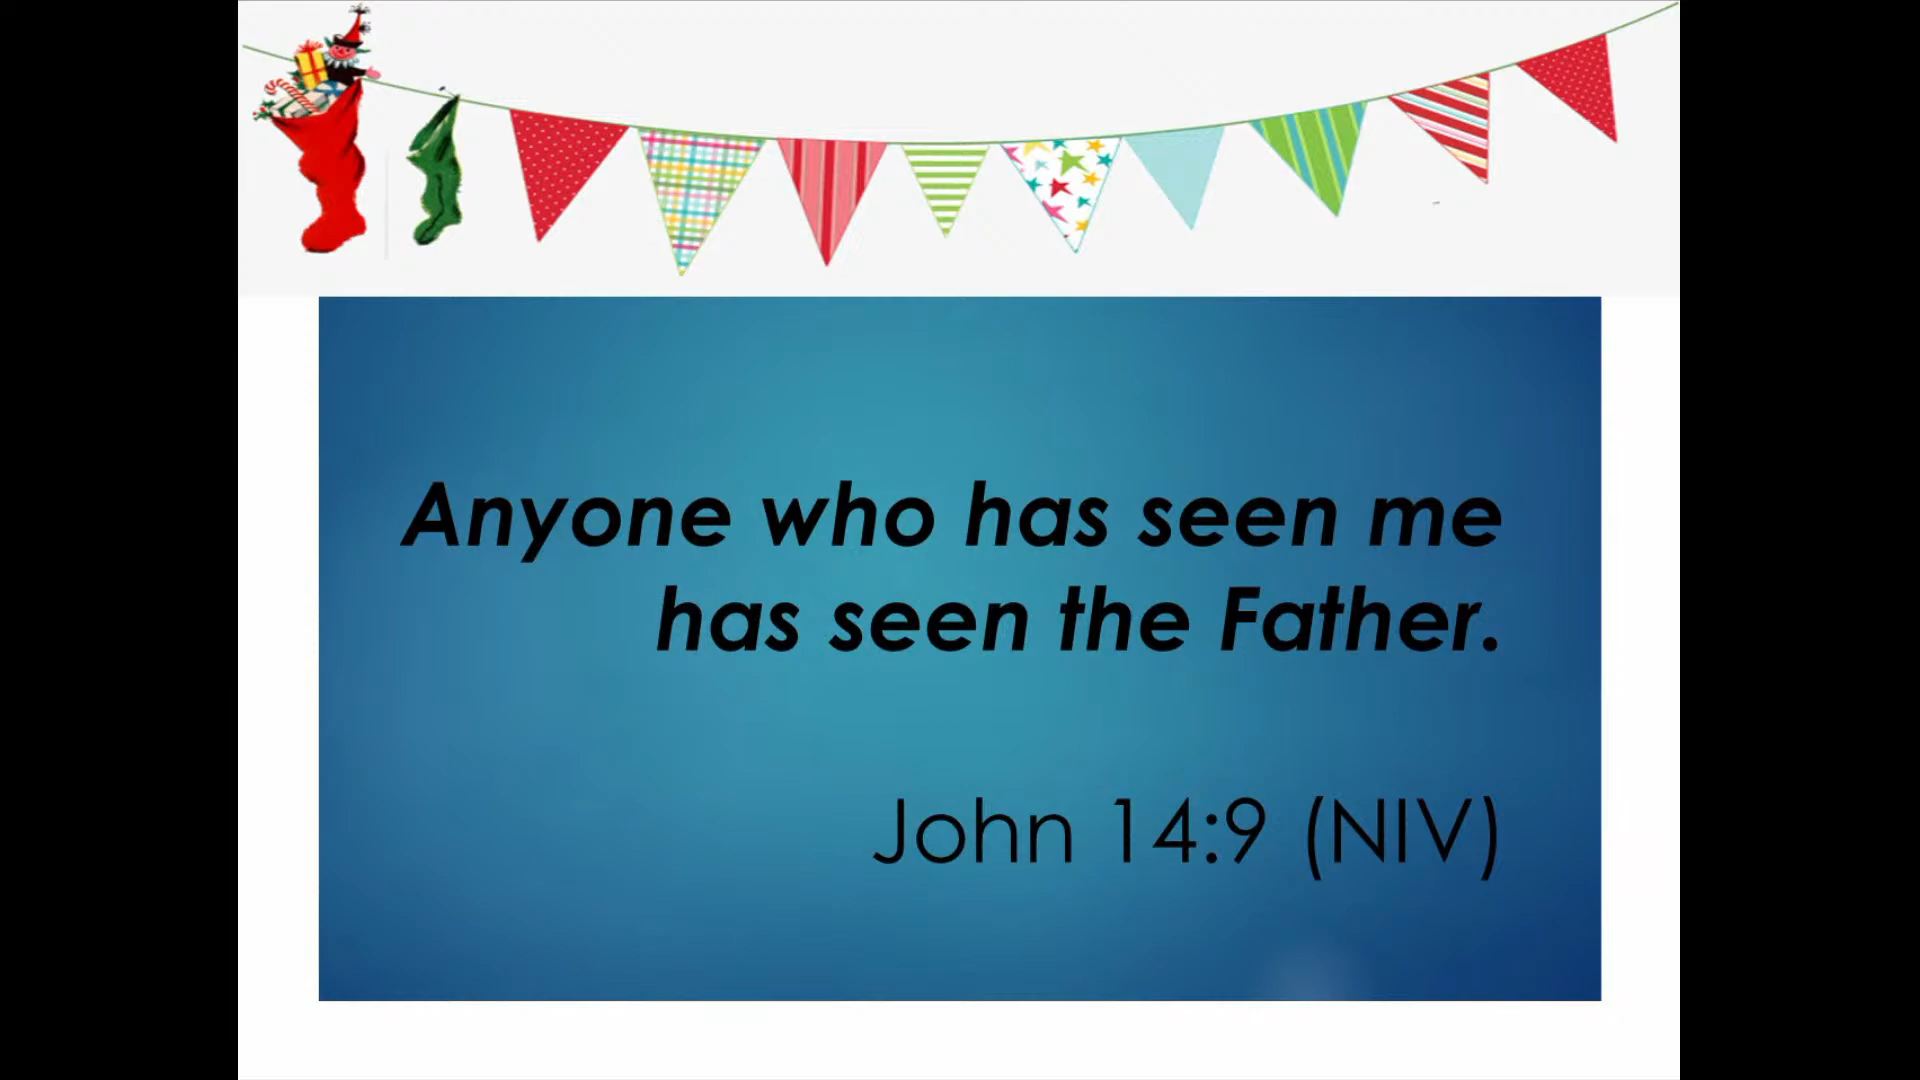 Anyone who has seen me
has seen the Father.
John 14:9 (NIV)